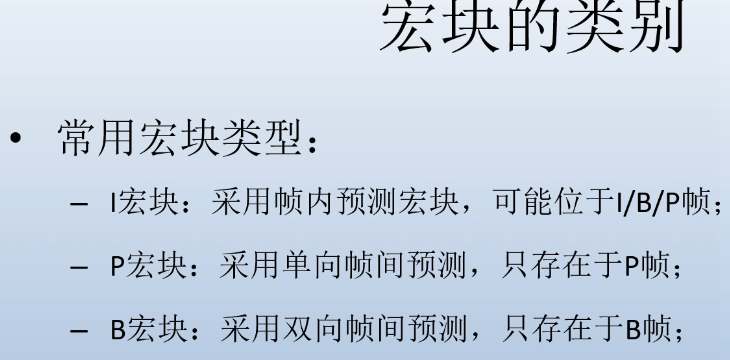 宏块的类别
• 常用宏块类型：
– I宏块：采用帧内预测宏块，可能位于I/B/P帧；
– P宏块：采用单向帧间预测，只存在于P帧；
– B宏块：采用双向帧间预测，只存在于B帧；